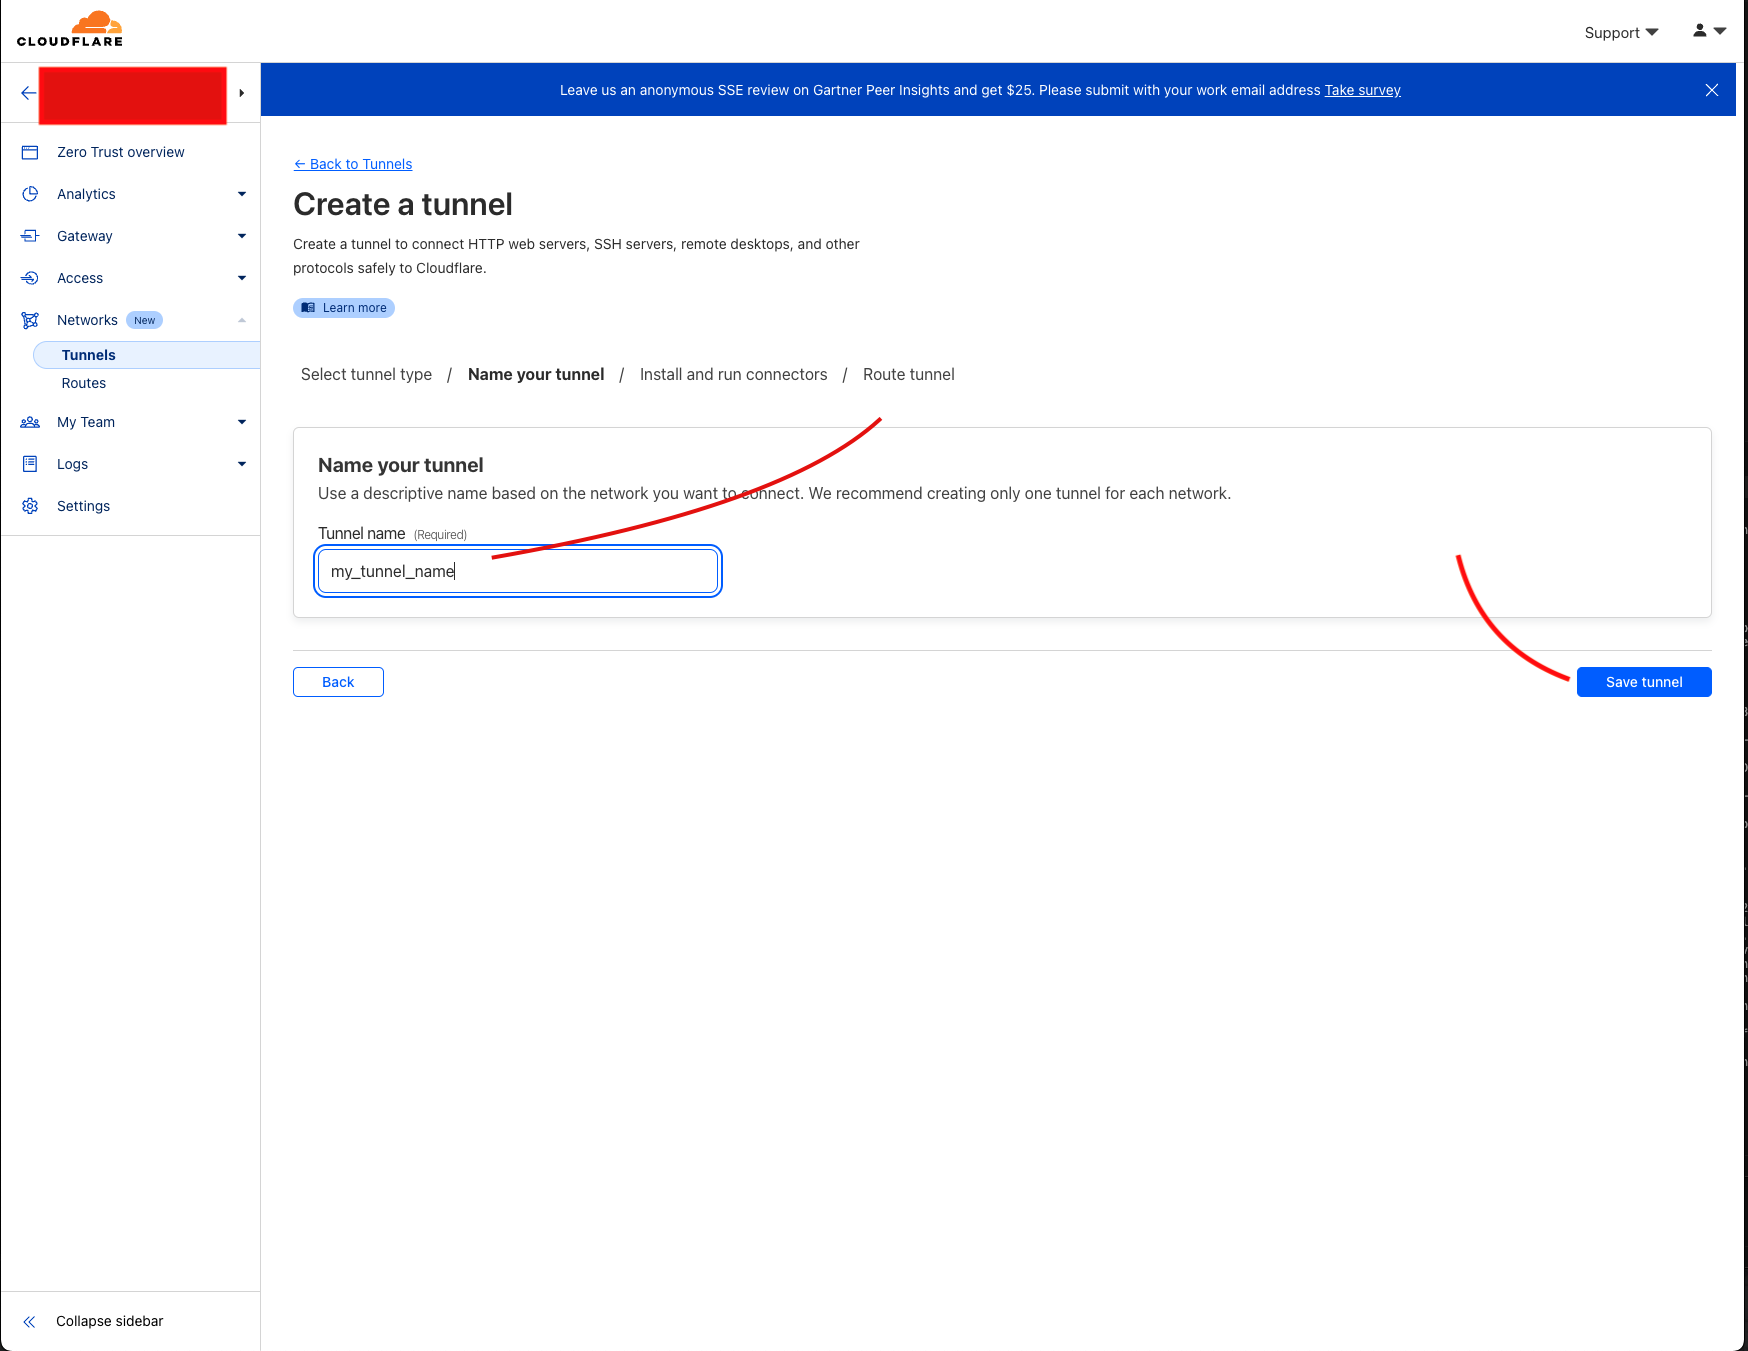 CLOUDFLARE
Support
Leave us an anonymous SSE review on Gartner Peer Insights and get $25. Please submit with your work email address Take survey
Zero Trust overview
Analytics
Gateway
Access
Networks New
Tunnels
Routes
My Team
Logs
Settings
← Back to Tunnels
Create a tunnel
Create a tunnel to connect HTTP web servers, SSH servers, remote desktops, and other
protocols safely to Cloudflare.
Learn more
Select tunnel type / Name your tunnel / Install and run connectors / Route tunnel
Name your tunnel
Use a descriptive name based on the network you want to connect. We recommend creating only one tunnel for each network.
Tunnel name (Required)
my_tunnel_name
Back
Save tunnel
Collapse sidebar